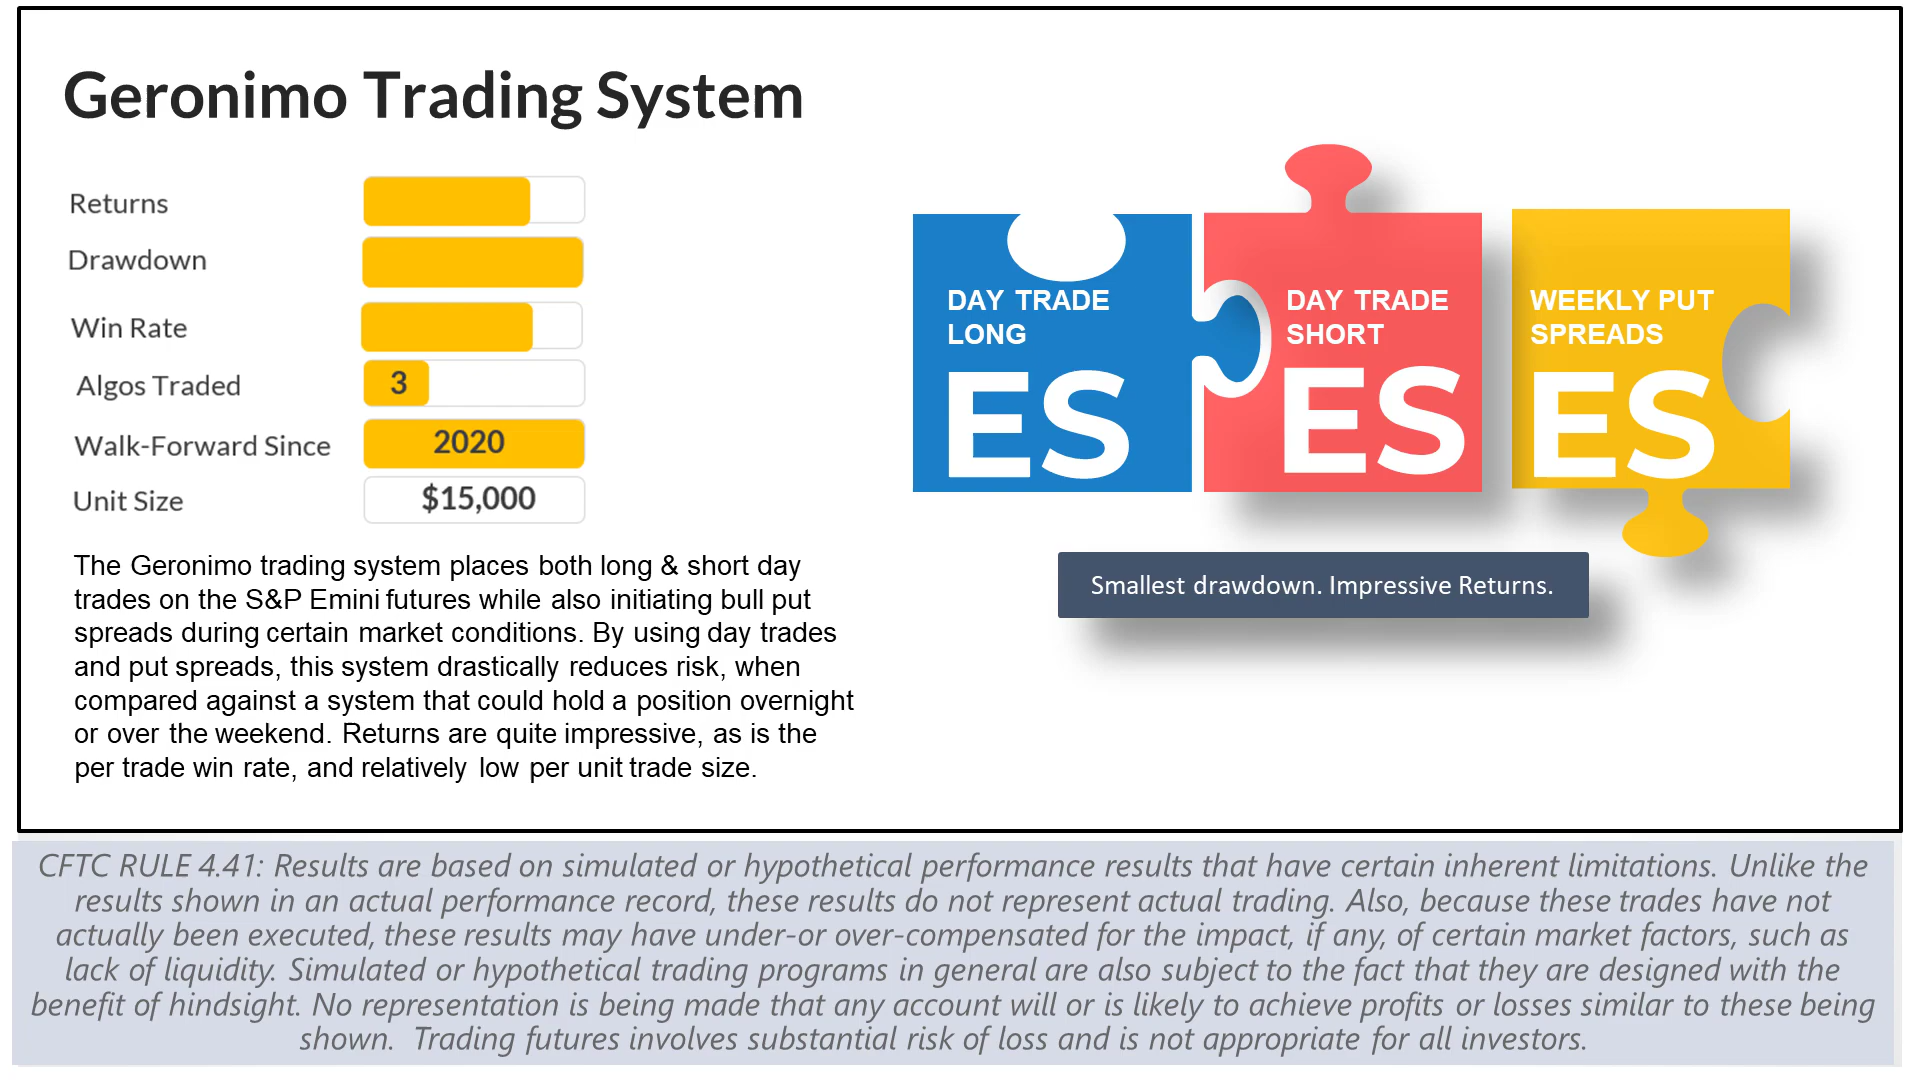 Geronimo Trading System
Returns
Drawdown
Win Rate
Algos Traded 3
Walk-Forward Since 2020
Unit Size $15,000
The Geronimo trading system places both long & short day
trades on the S&P Emini futures while also initiating bull put
spreads during certain market conditions. By using day trades
and put spreads, this system drastically reduces risk, when
compared against a system that could hold a position overnight
or over the weekend. Returns are quite impressive, as is the
per trade win rate, and relatively low per unit trade size.
DAY TRADE
LONG
ES
DAY TRADE
SHORT
ES
WEEKLY PUT
SPREADS
ES
Smallest drawdown. Impressive Returns.
CFTC RULE 4.41: Results are based on simulated or hypothetical performance results that have certain inherent limitations. Unlike the
results shown in an actual performance record, these results do not represent actual trading. Also, because these trades have not
actually been executed, these results may have under-or over-compensated for the impact, if any, of certain market factors, such as
lack of liquidity. Simulated or hypothetical trading programs in general are also subject to the fact that they are designed with the
benefit of hindsight. No representation is being made that any account will or is likely to achieve profits or losses similar to these being
shown. Trading futures involves substantial risk of loss and is not appropriate for all investors.